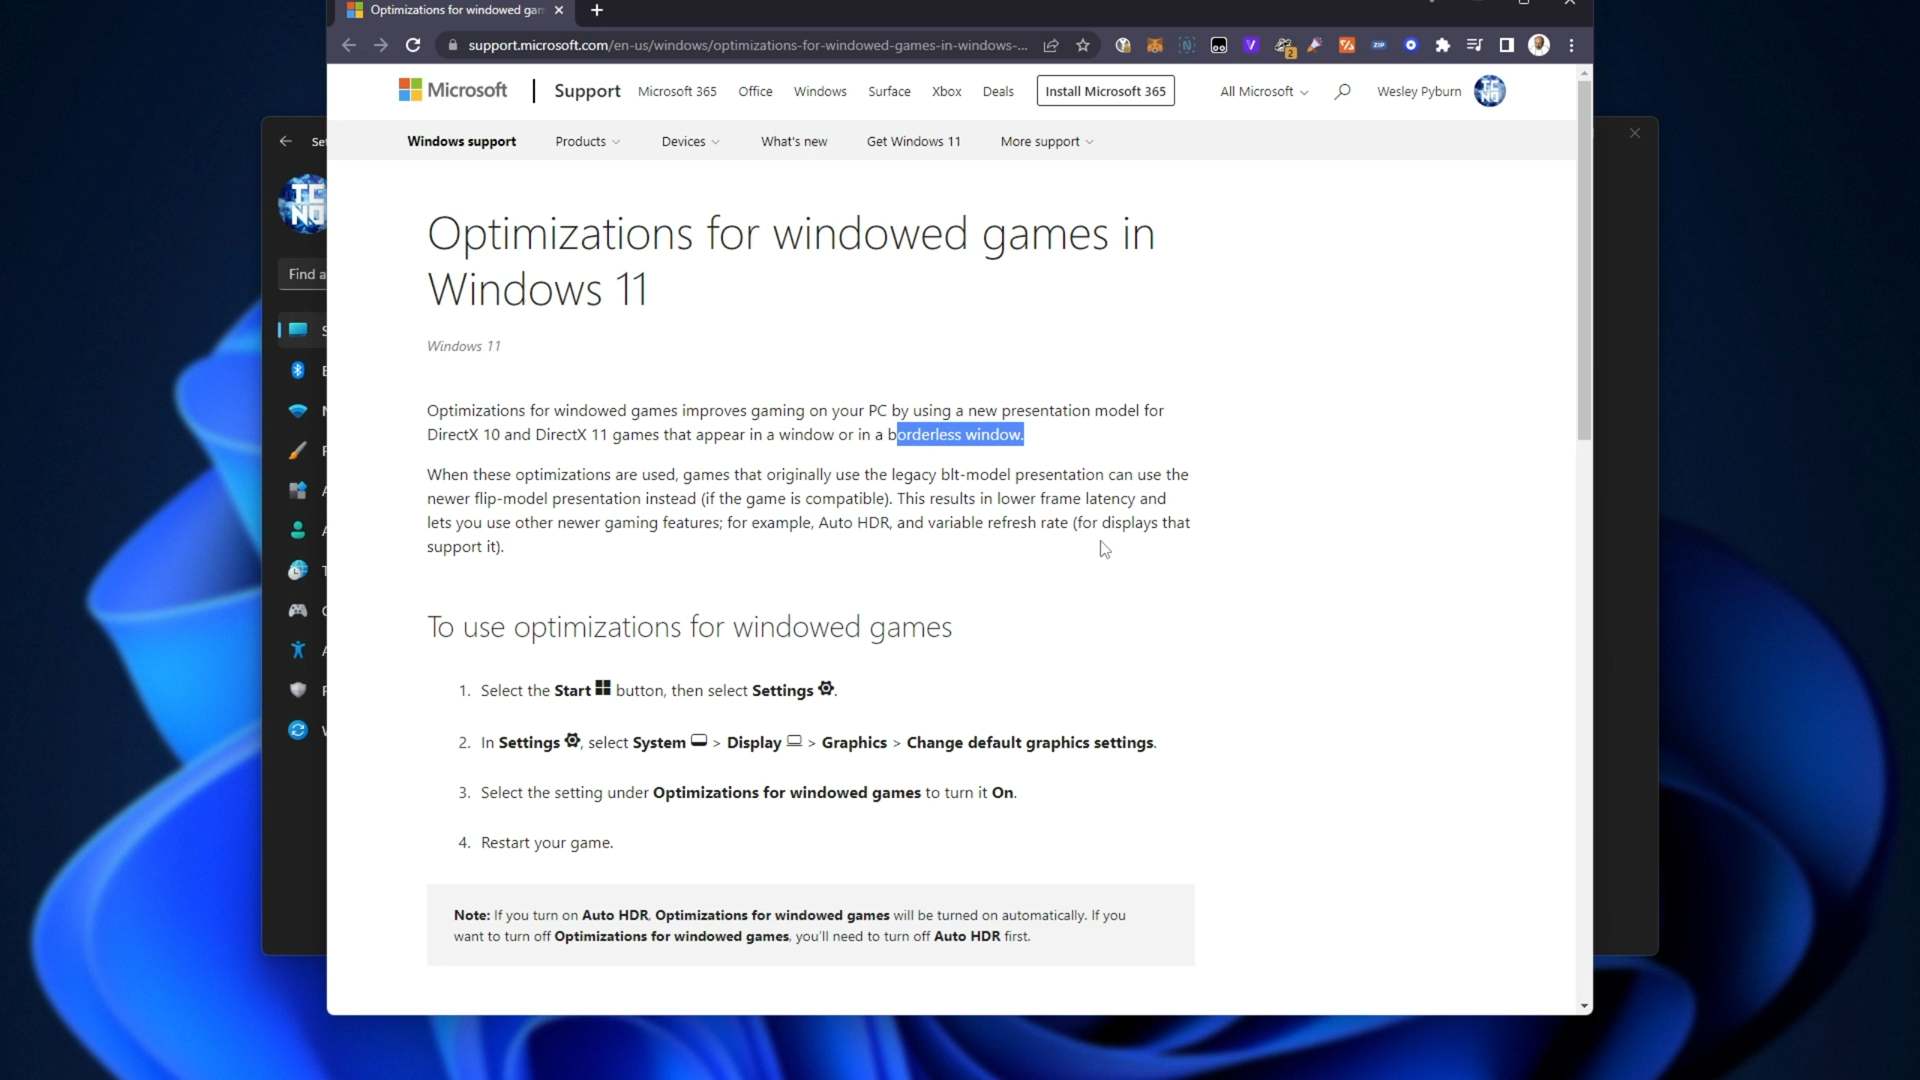 Optimizations for windowed gam
support.microsoft.com/en-us/windows/optimizations-for-windowed-games-in-windows-...
2
ZIP
Microsoft
Support
Microsoft 365
Office
Windows
Surface
Xbox
Deals
Install Microsoft 365
All Microsoft
Wesley Pyburn
TC
NO
Windows support
Products
Devices
What's new
Get Windows 11
More support
Set
TC
NO
Find a
Optimizations for windowed games in
Windows 11
Windows 11
Optimizations for windowed games improves gaming on your PC by using a new presentation model for
DirectX 10 and DirectX 11 games that appear in a window or in a borderless window.
When these optimizations are used, games that originally use the legacy blt-model presentation can use the
newer flip-model presentation instead (if the game is compatible). This results in lower frame latency and
lets you use other newer gaming features; for example, Auto HDR, and variable refresh rate (for displays that
support it).
To use optimizations for windowed games
1. Select the Start button, then select Settings .
2. In Settings , select System > Display > Graphics > Change default graphics settings.
3. Select the setting under Optimizations for windowed games to turn it On.
4. Restart your game.
Note: If you turn on Auto HDR, Optimizations for windowed games will be turned on automatically. If you
want to turn off Optimizations for windowed games, you'll need to turn off Auto HDR first.